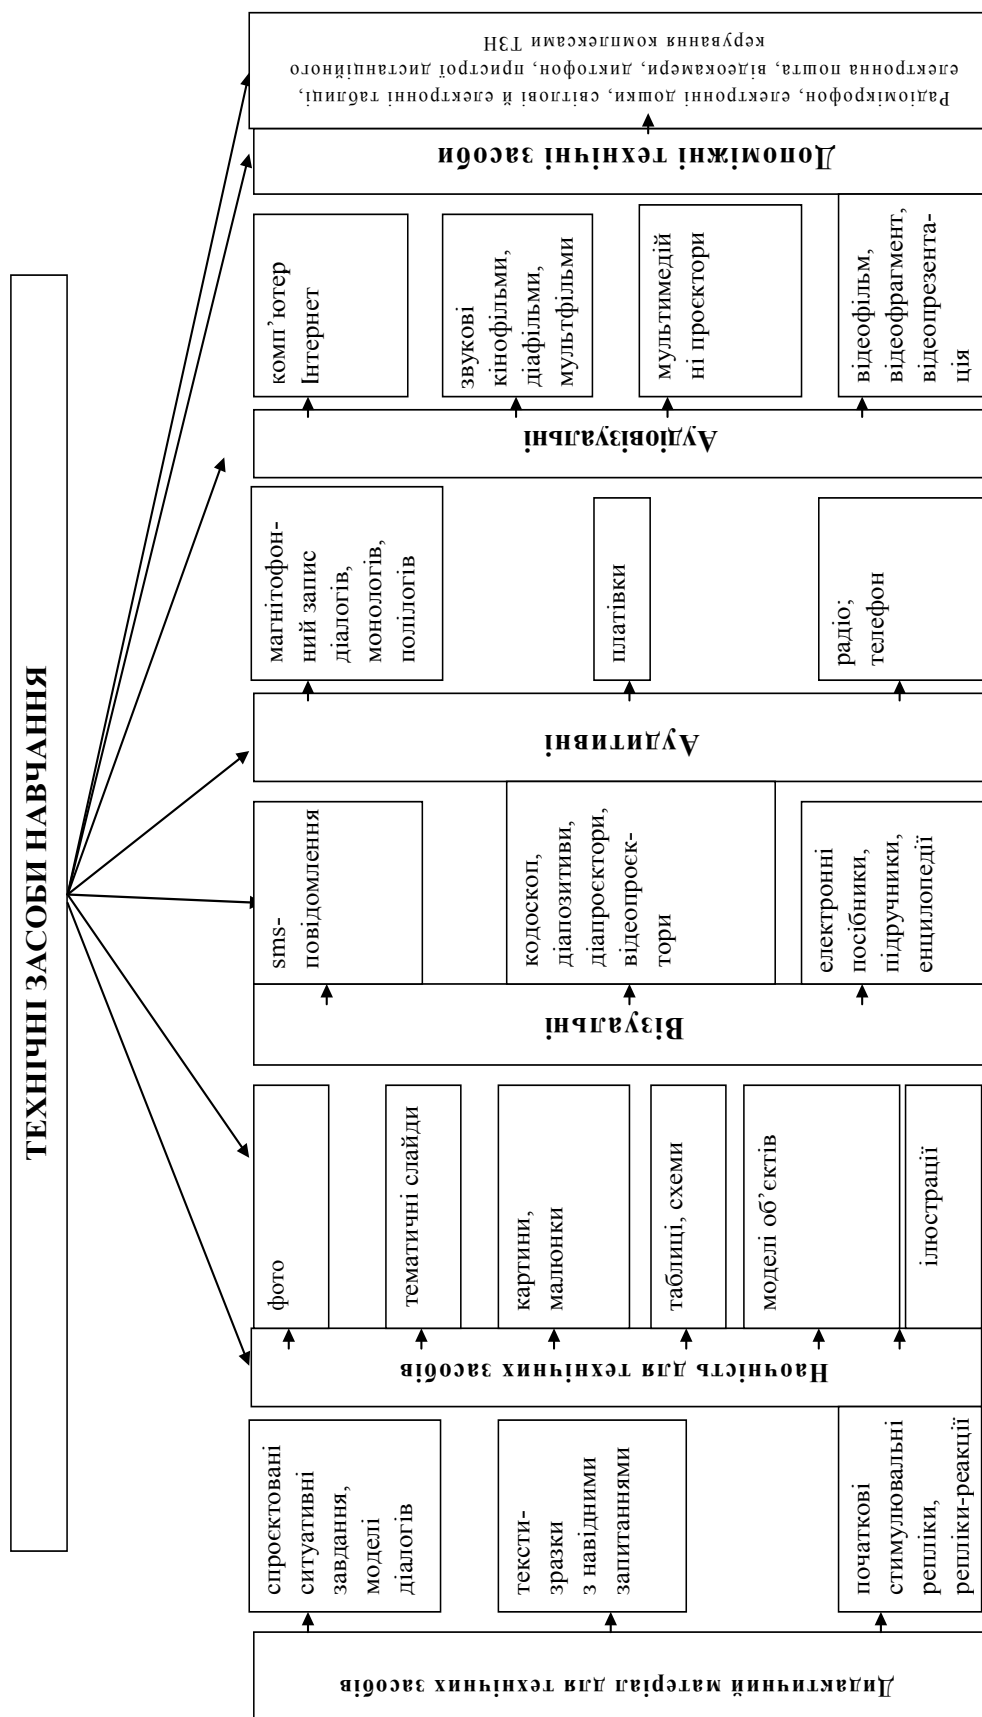 ТЕХНІЧНІ ЗАСОБИ НАВЧАННЯ
Дидактичний матеріал для технічних засобів
спроєктовані
ситуативні
завдання,
моделі
діалогів
тексти-
зразки
з навідними
запитаннями
початкові
стимулювальні
репліки,
репліки-реакції
Наочність для технічних засобів
фото
тематичні слайди
картини,
малюнки
таблиці, схеми
моделі об’єктів
ілюстрації
Візуальні
sms-
повідомлення
кодоскоп,
діапозитиви,
діапроєктори,
відеопроєк-
тори
електронні
посібники,
підручники,
енцилопедії
Аудитивні
магнітофон-
ний запис
діалогів,
монологів,
полілогів
платівки
радіо;
телефон
Аудіовізуальні
комп’ютер
Інтернет
звукові
кінофільми,
діафільми,
мультфільми
мультимедій
ні проєктори
відеофільм,
відеофрагмент,
відеопрезента-
ція
Допоміжні технічні засоби
Радіомікрофон, електронні дошки, світлові й електронні таблиці,
електронна пошта, відеокамери, диктофон, пристрої дистанційного
керування комплексами ТЗН